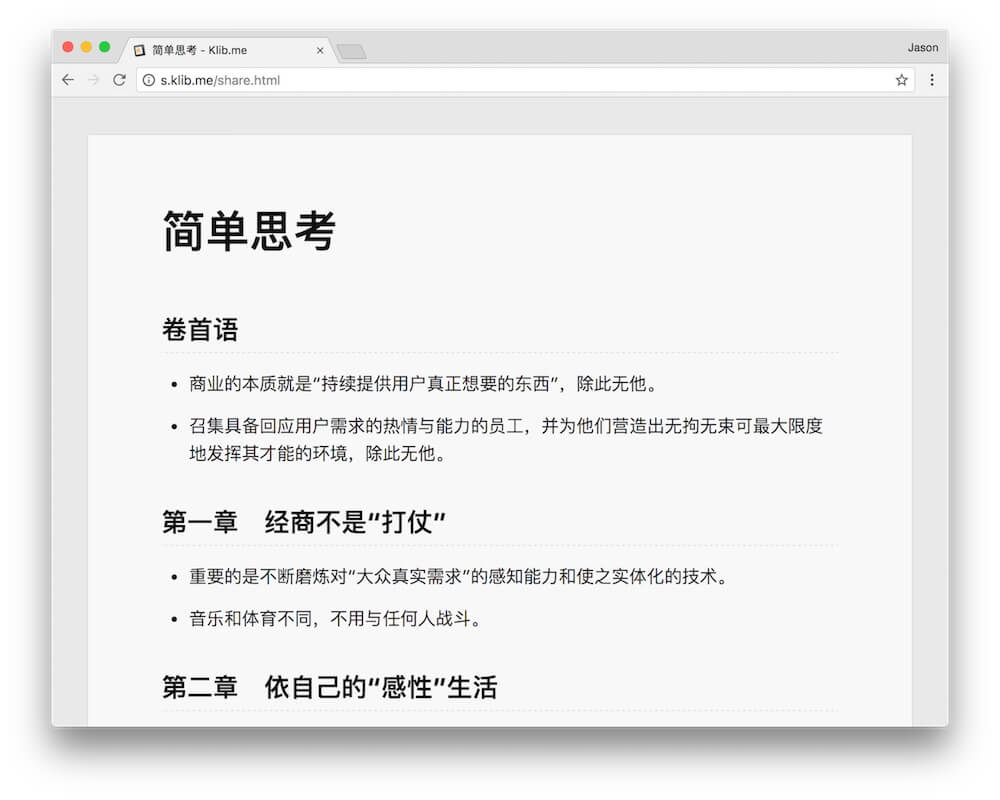 简单思考 - Klib.me
Jason
s.klib.me/share.html
简单思考
卷首语
• 商业的本质就是“持续提供用户真正想要的东西”，除此无他。
• 召集具备回应用户需求的热情与能力的员工，并为他们营造出无拘无束可最大限度
地发挥其才能的环境，除此无他。
第一章　经商不是“打仗”
• 重要的是不断磨炼对“大众真实需求”的感知能力和使之实体化的技术。
• 音乐和体育不同，不用与任何人战斗。
第二章　依自己的“感性”生活